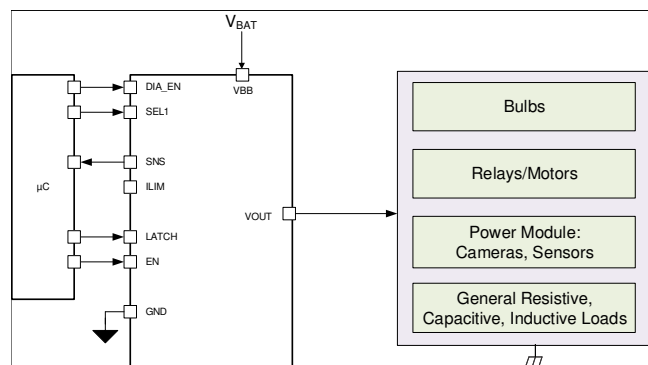 VBAT
DIA_EN
SEL1
VBB
SNS
µC
ILIM
VOUT
LATCH
EN
GND
Bulbs
Relays/Motors
Power Module:
Cameras, Sensors
General Resistive,
Capacitive, Inductive Loads